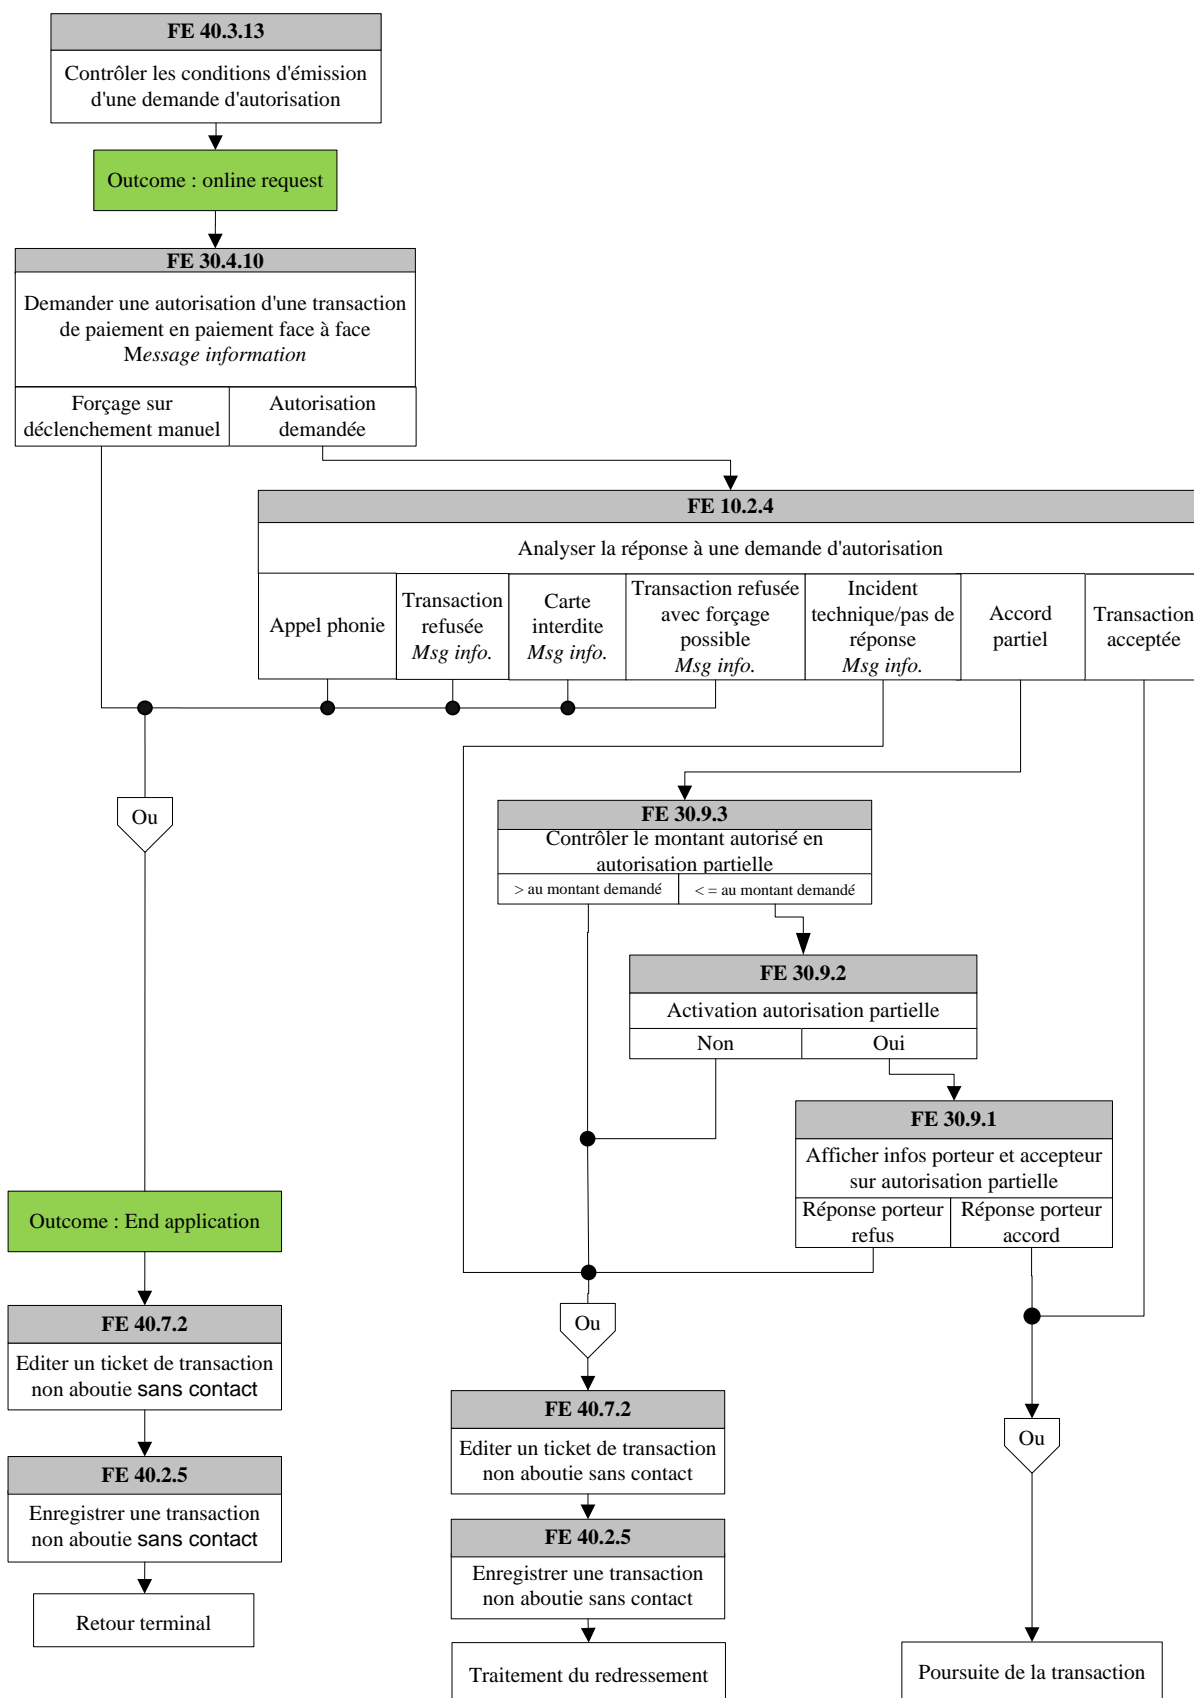 FE 40.3.13
Contrôler les conditions d'émission
d'une demande d'autorisation
Outcome : online request
FE 30.4.10
Demander une autorisation d'une transaction
de paiement en paiement face à face
Message information
Forçage sur
déclenchement manuel
Autorisation
demandée
FE 10.2.4
Analyser la réponse à une demande d'autorisation
Appel phonie
Transaction
refusée
Msg info.
Carte
interdite
Msg info.
Transaction refusée
avec forçage
possible
Msg info.
Incident
technique/pas de
réponse
Msg info.
Accord
partiel
Transaction
acceptée
Ou
FE 30.9.3
Contrôler le montant autorisé en
autorisation partielle
> au montant demandé
< = au montant demandé
FE 30.9.2
Activation autorisation partielle
Non
Oui
FE 30.9.1
Afficher infos porteur et accepteur
sur autorisation partielle
Réponse porteur
refus
Réponse porteur
accord
Outcome : End application
FE 40.7.2
Editer un ticket de transaction
non aboutie sans contact
FE 40.2.5
Enregistrer une transaction
non aboutie sans contact
Retour terminal
Ou
FE 40.7.2
Editer un ticket de transaction
non aboutie sans contact
FE 40.2.5
Enregistrer une transaction
non aboutie sans contact
Traitement du redressement
Ou
Poursuite de la transaction